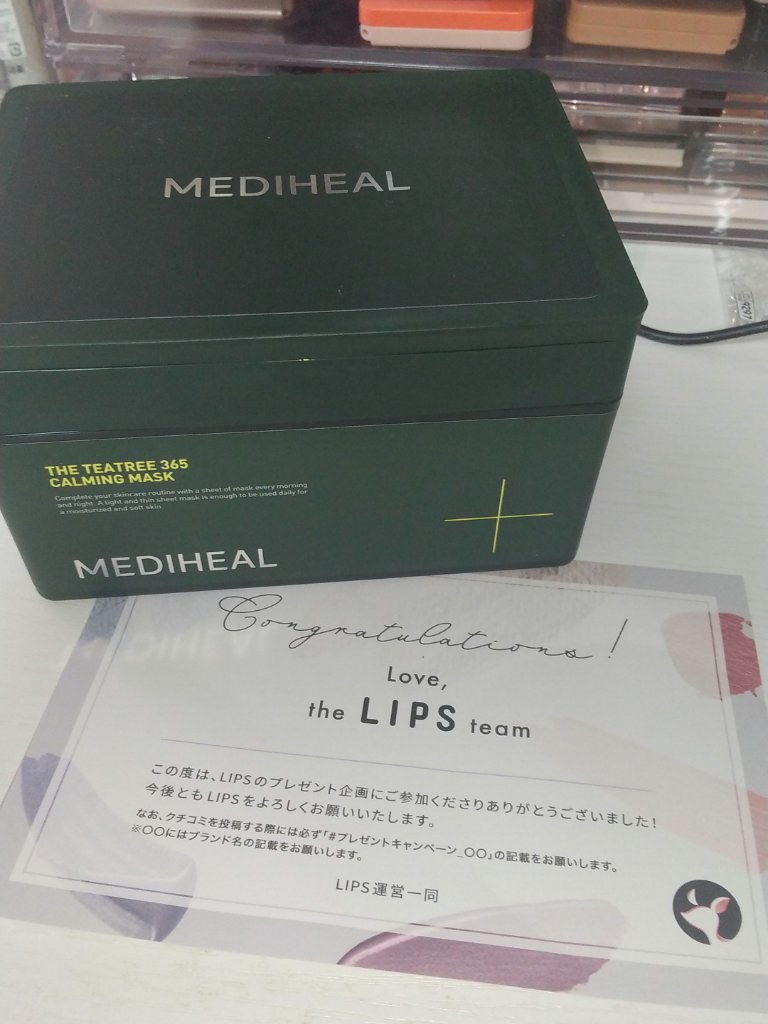 MEDIHEAL
THE TEATREE 365
CALMING MASK
Complete your skincare routine with a sheet of mask every morning
and night. A light and thin sheet mask is enough to be used daily for
a moisturized and soft skin.
MEDIHEAL
Congratulations!
Love,
the LIPS team
この度は、LIPSのプレゼント企画にご参加くださりありがとうございました!
今後ともLIPSをよろしくお願いいたします。
なお、クチコミを投稿する際には必ず「#プレゼントキャンペーン_〇〇」の記載をお願いします。
※〇〇にはブランド名の記載をお願いします。
LIPS運営一同